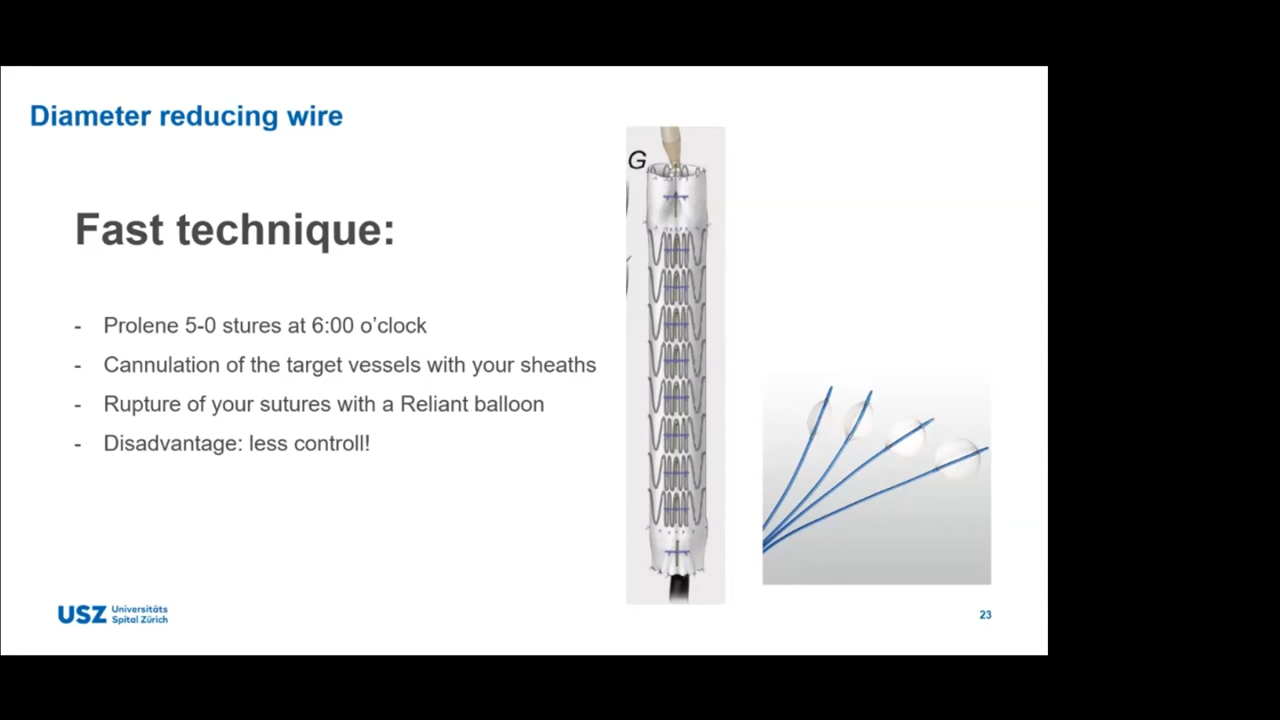 Diameter reducing wire
G
Fast technique:
- Prolene 5-0 stures at 6:00 o’clock
- Cannulation of the target vessels with your sheaths
- Rupture of your sutures with a Reliant balloon
- Disadvantage: less controll!
USZ Universitäts
Spital Zürich
23